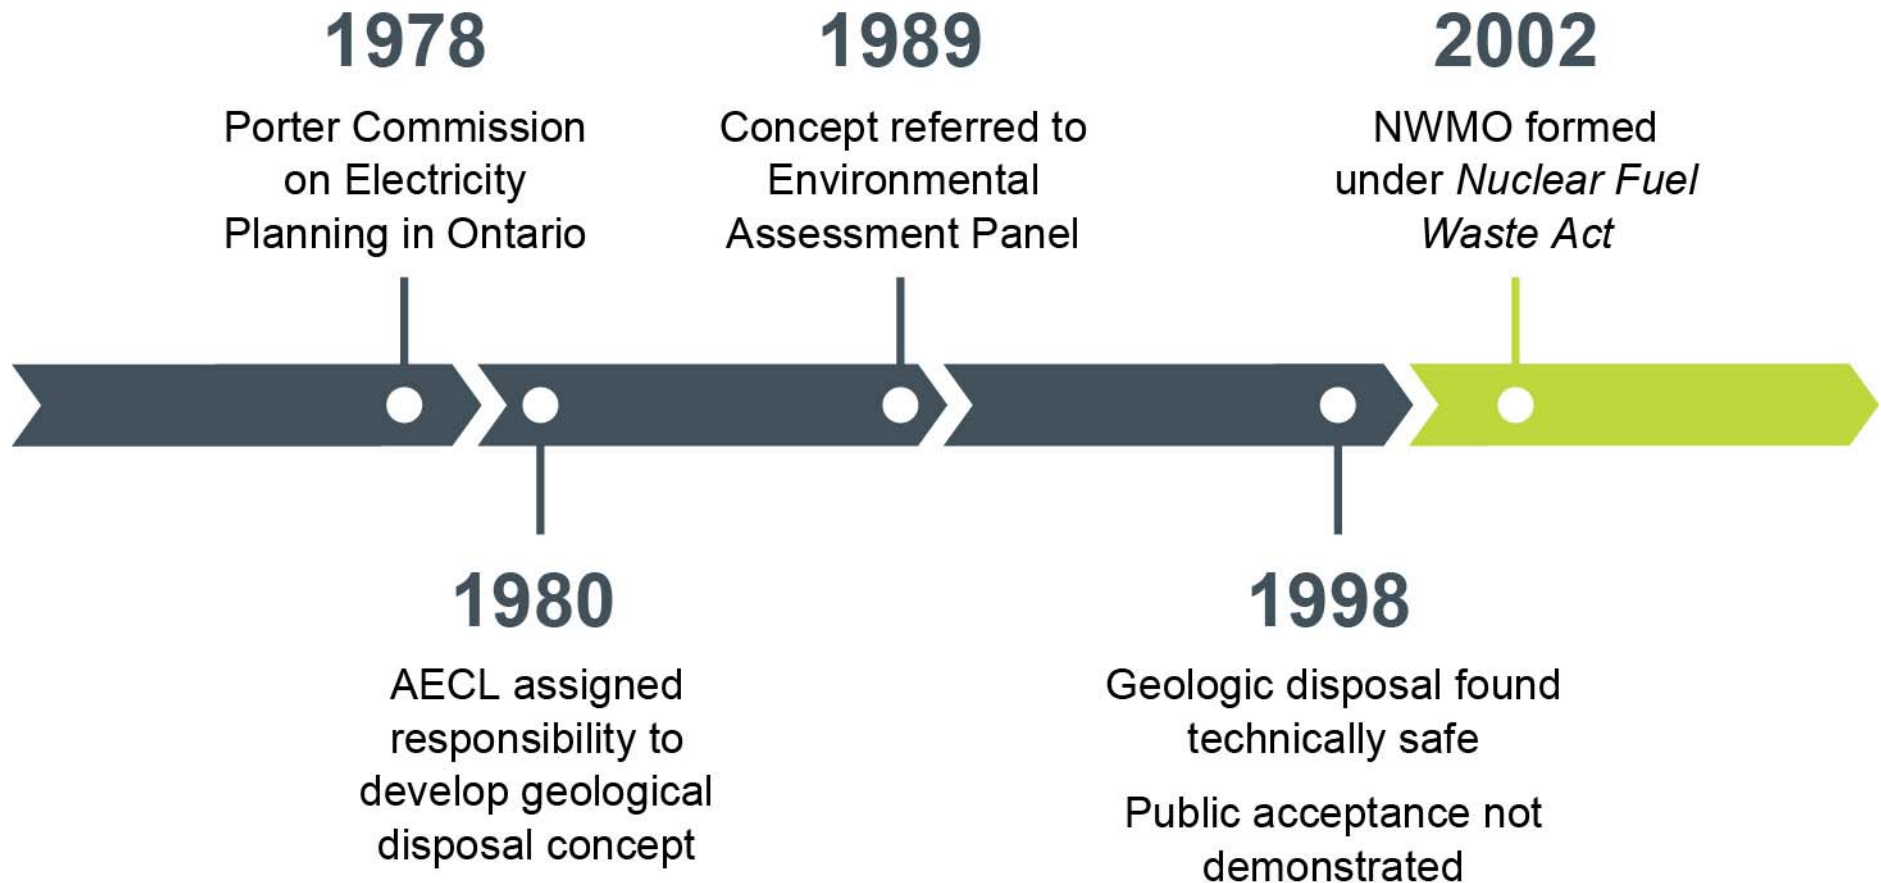 1978
Porter Commission
on Electricity
Planning in Ontario
1989
Concept referred to
Environmental
Assessment Panel
2002
NWMO formed
under Nuclear Fuel
Waste Act
1980
AECL assigned
responsibility to
develop geological
disposal concept
1998
Geologic disposal found
technically safe
Public acceptance not
demonstrated